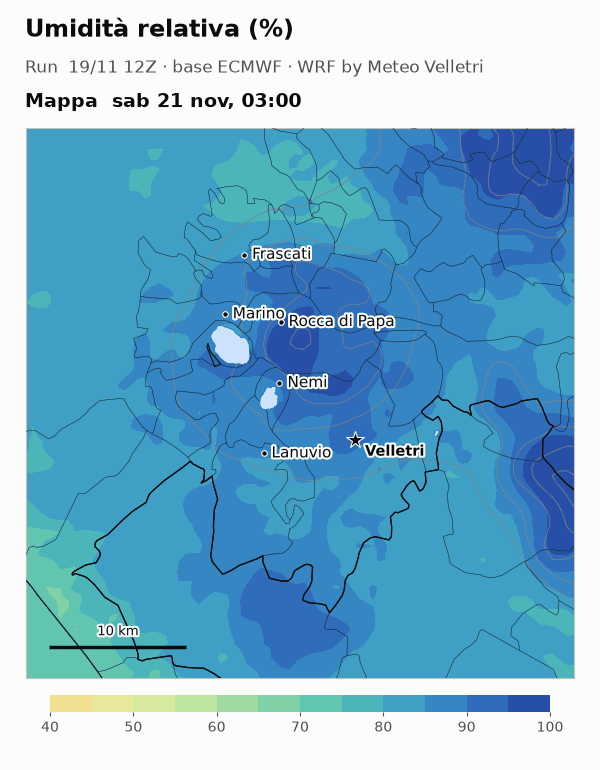 Umidità relativa (%)
Run  19/11 12Z · base ECMWF · WRF by Meteo Velletri
Mappa  sab 21 nov, 03:00
Frascati
Marino
Rocca di Papa
Nemi
Velletri
Lanuvio
10 km
40 50 60 70 80 90 100